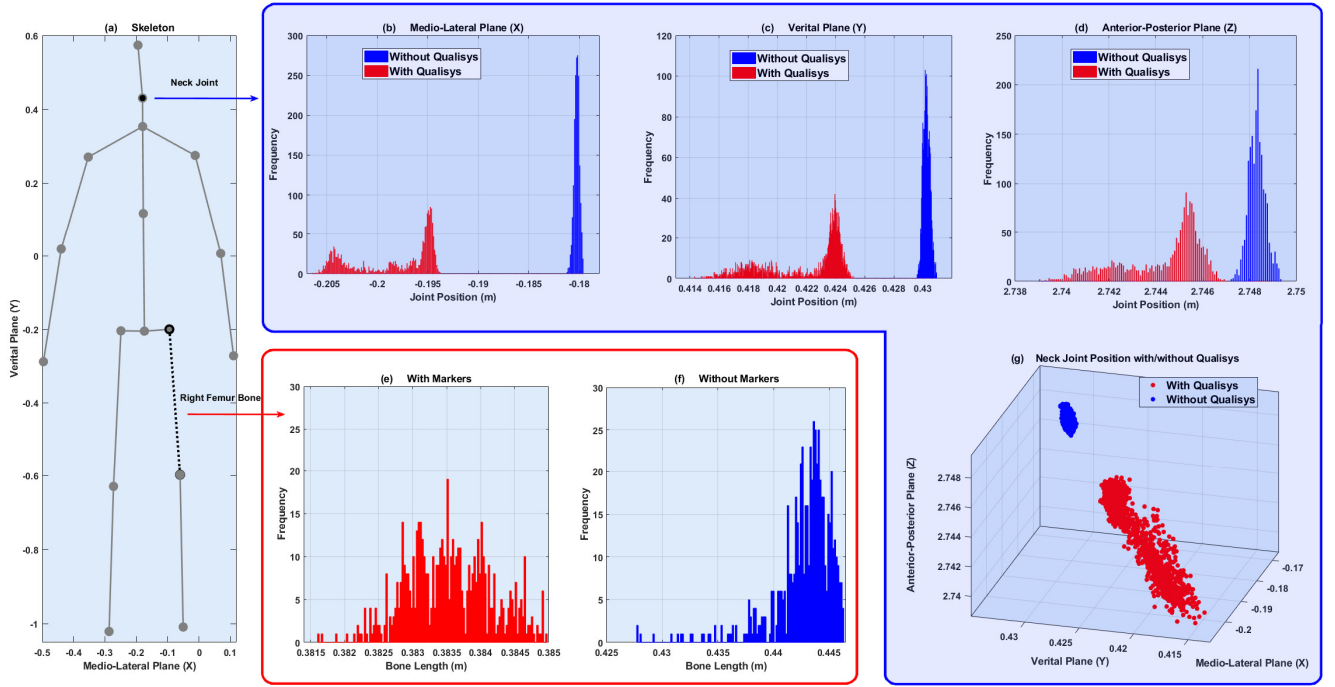 (a) Skeleton
0.6
0.4
0.2
0
-0.2
-0.4
-0.6
-0.8
-1
Verital Plane (Y)
-0.5 -0.4 -0.3 -0.2 -0.1 0 0.1
Medio-Lateral Plane (X)
Neck Joint
Right Femur Bone
(b) Medio-Lateral Plane (X)
Without Qualisys
With Qualisys
300
250
200
150
100
50
0
Frequency
-0.205 -0.2 -0.195 -0.19 -0.185 -0.18
Joint Position (m)
(c) Verital Plane (Y)
Without Qualisys
With Qualisys
120
100
80
60
40
20
0
Frequency
0.414 0.416 0.418 0.42 0.422 0.424 0.426 0.428 0.43
Joint Position (m)
(d) Anterior-Posterior Plane (Z)
Without Qualisys
With Qualisys
250
200
150
100
50
0
Frequency
2.738 2.74 2.742 2.744 2.746 2.748 2.75
Joint Position (m)
(e) With Markers
30
25
20
15
10
5
0
Frequency
0.3815 0.382 0.3825 0.383 0.3835 0.384 0.3845 0.385
Bone Length (m)
(f) Without Markers
30
25
20
15
10
5
0
Frequency
0.425 0.43 0.435 0.44 0.445
Bone Length (m)
(g) Neck Joint Position with/without Qualisys
With Qualisys
Without Qualisys
2.748
2.746
2.744
2.742
2.74
Anterior-Posterior Plane (Z)
0.43 0.425 0.42 0.415
Verital Plane (Y)
-0.17
-0.18
-0.19
-0.2
Medio-Lateral Plane (X)